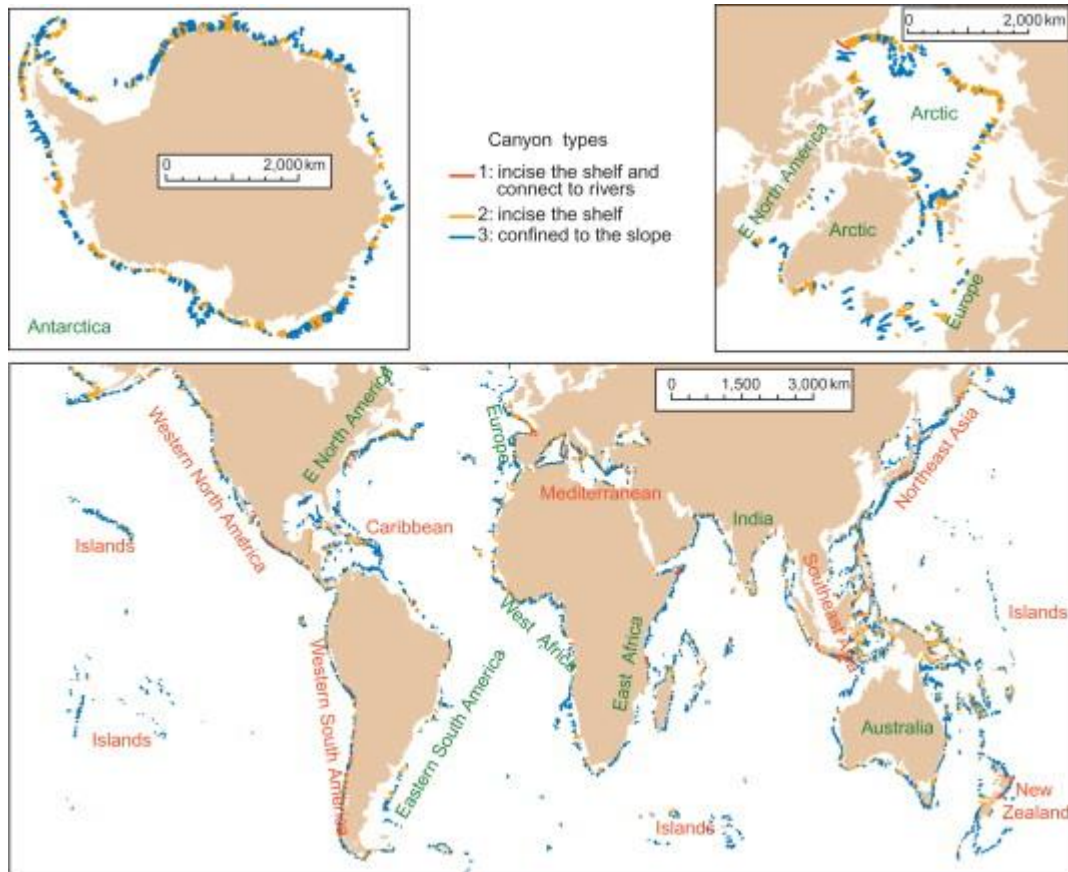 0 2,000 km
Antarctica
Canyon types
1: incise the shelf and
connect to rivers
2: incise the shelf
3: confined to the slope
0 2,000 km
Arctic
E North America
Arctic
Europe
0 1,500 3,000 km
Western North America
E North America
Europe
Northeast Asia
Mediterranean
Caribbean
India
Islands
Southeast Asia
Islands
West Africa
East Africa
Western South America
Eastern South America
Australia
Islands
Islands
New
Zealand